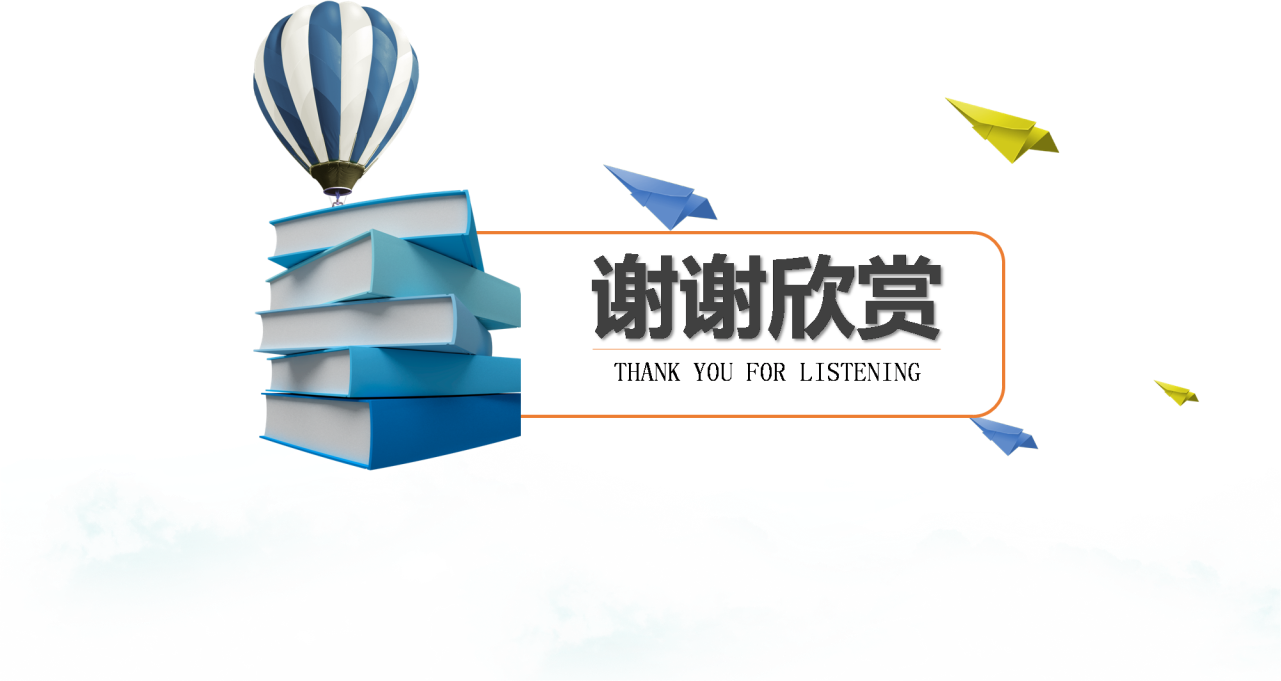 谢谢欣赏
THANK YOU FOR LISTENING